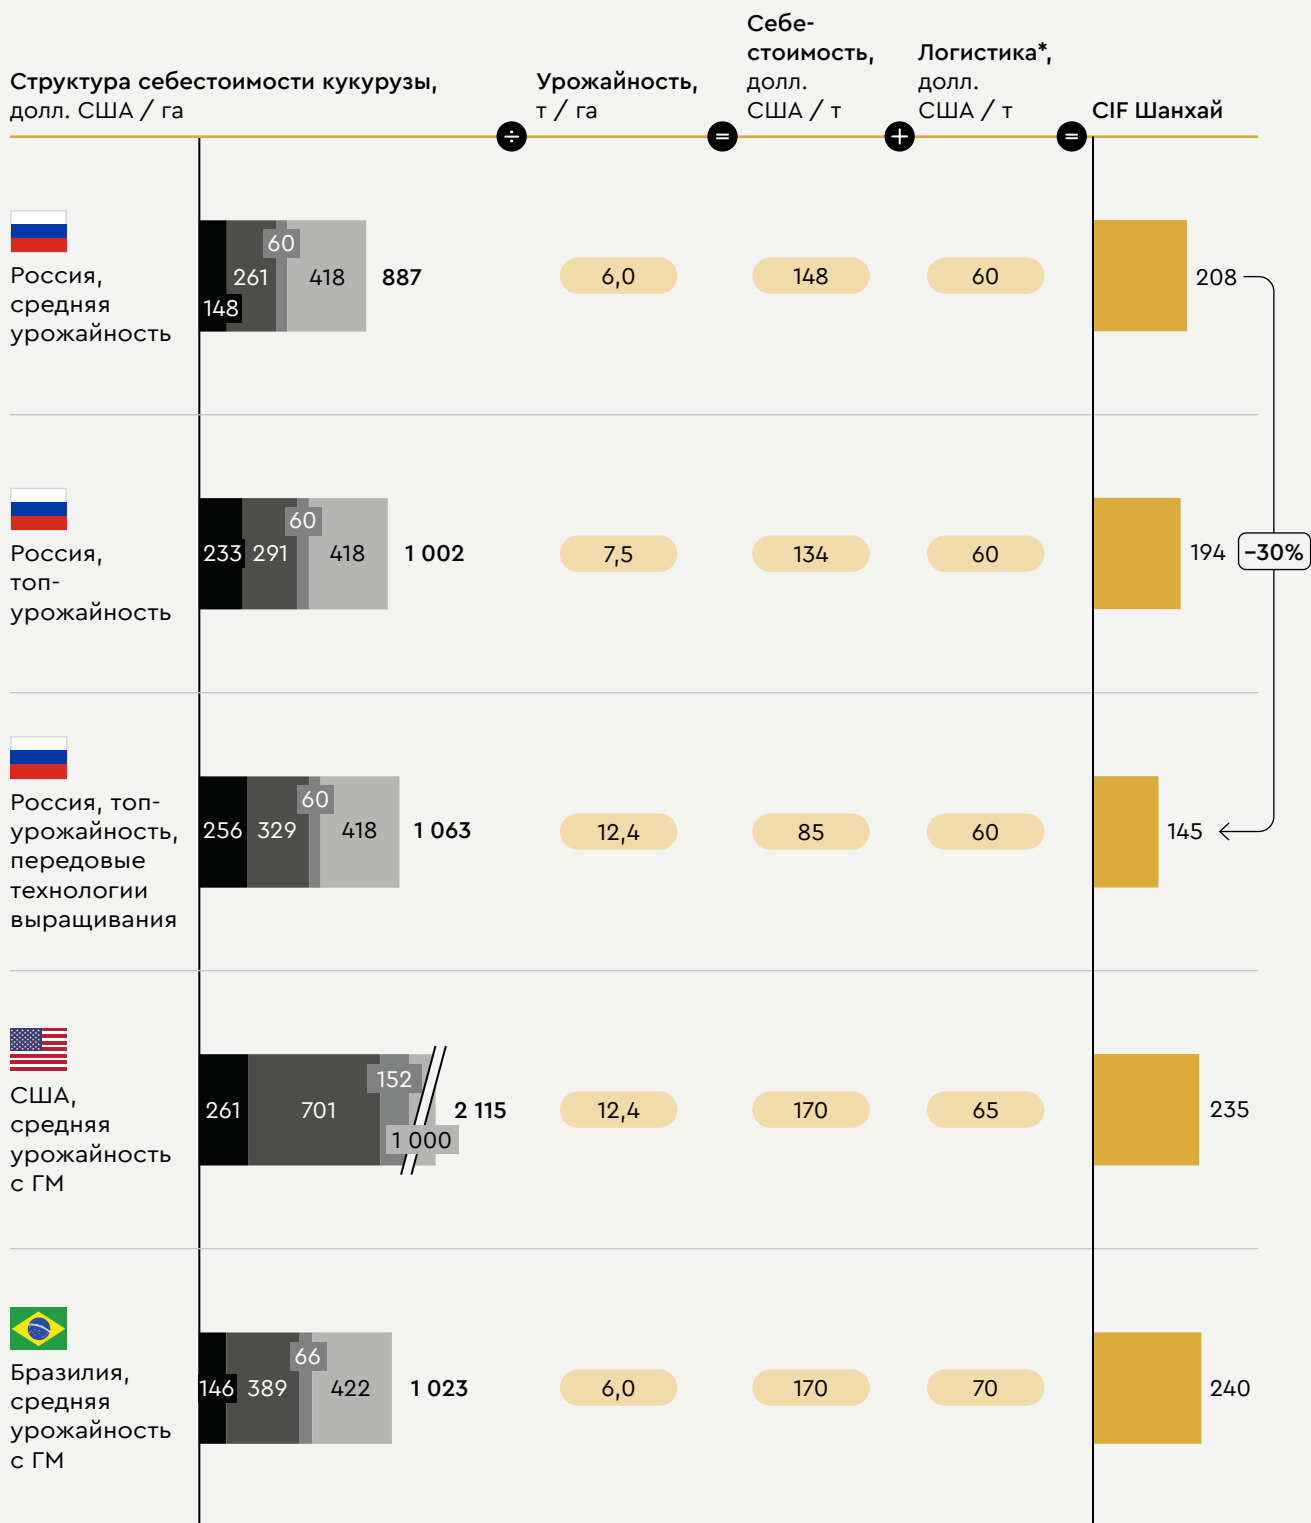 Структура себестоимости кукурузы,
долл. США / га
Урожайность,
т / га
Себе-
стоимость,
долл.
США / т
Логистика*,
долл.
США / т
CIF Шанхай
÷
=
+
=
Россия,
средняя
урожайность
148
261
60
418
887
6,0
148
60
208
Россия,
топ-
урожайность
233
291
60
418
1 002
7,5
134
60
194
–30%
Россия, топ-
урожайность,
передовые
технологии
выращивания
256
329
60
418
1 063
12,4
85
60
145
США,
средняя
урожайность
с ГМ
261
701
152
1 000
2 115
12,4
170
65
235
Бразилия,
средняя
урожайность
с ГМ
146
389
66
422
1 023
6,0
170
70
240